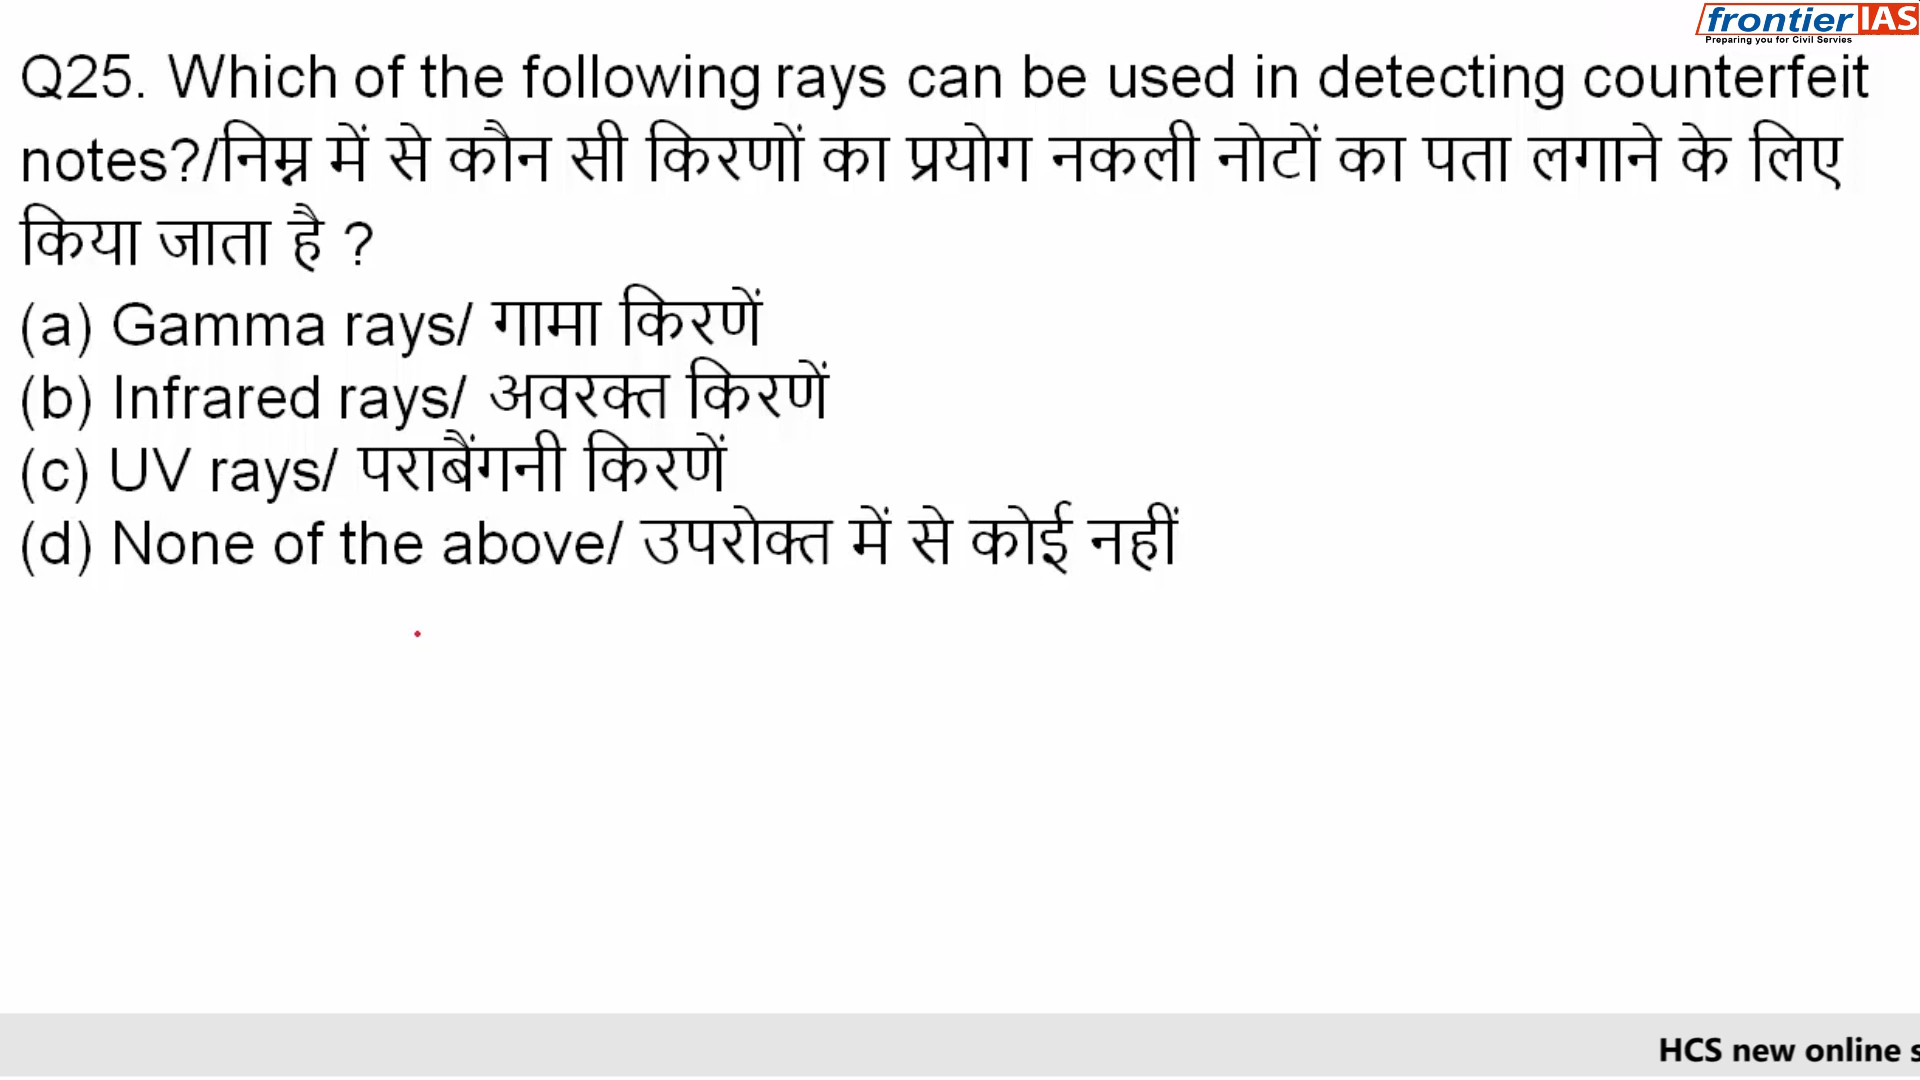 frontier IAS
Preparing you for Civil Servies
Q25. Which of the following rays can be used in detecting counterfeit
notes?/निम्न में से कौन सी किरणों का प्रयोग नकली नोटों का पता लगाने के लिए
किया जाता है ?
(a) Gamma rays/ गामा किरणें
(b) Infrared rays/ अवरक्त किरणें
(c) UV rays/ पराबैंगनी किरणें
(d) None of the above/ उपरोक्त में से कोई नहीं
HCS new online s